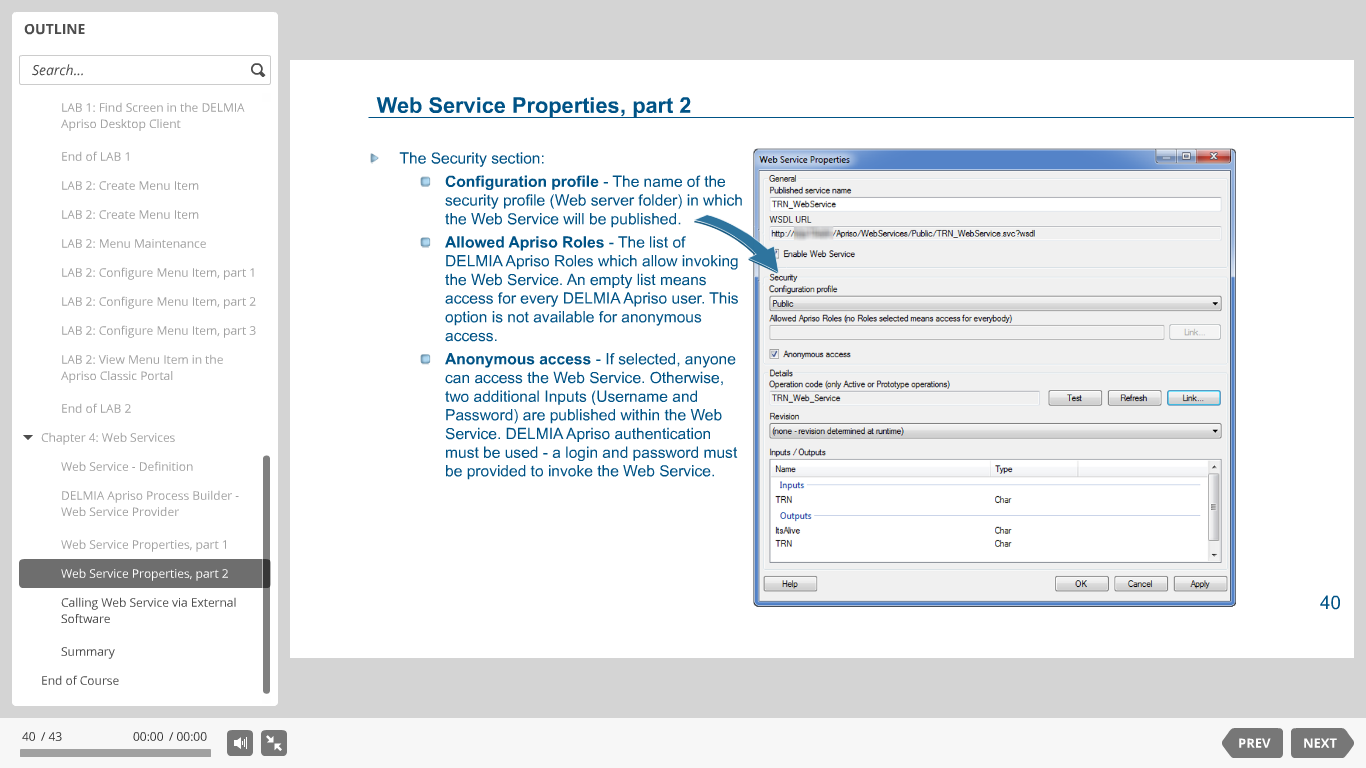 OUTLINE
Search...
LAB 1: Find Screen in the DELMIA
Apriso Desktop Client
End of LAB 1
LAB 2: Create Menu Item
LAB 2: Create Menu Item
LAB 2: Menu Maintenance
LAB 2: Configure Menu Item, part 1
LAB 2: Configure Menu Item, part 2
LAB 2: Configure Menu Item, part 3
LAB 2: View Menu Item in the
Apriso Classic Portal
End of LAB 2
Chapter 4: Web Services
Web Service - Definition
DELMIA Apriso Process Builder -
Web Service Provider
Web Service Properties, part 1
Web Service Properties, part 2
Calling Web Service via External
Software
Summary
End of Course
Web Service Properties, part 2
The Security section:
Configuration profile - The name of the
security profile (Web server folder) in which
the Web Service will be published.
Allowed Apriso Roles - The list of
DELMIA Apriso Roles which allow invoking
the Web Service. An empty list means
access for every DELMIA Apriso user. This
option is not available for anonymous
access.
Anonymous access - If selected, anyone
can access the Web Service. Otherwise,
two additional Inputs (Username and
Password) are published within the Web
Service. DELMIA Apriso authentication
must be used - a login and password must
be provided to invoke the Web Service.
Web Service Properties
General
Published service name
TRN_WebService
WSDL URL
http:// /Apriso/WebServices/Public/TRN_WebService.svc?wsdl
Enable Web Service
Security
Configuration profile
Public
Allowed Apriso Roles (no Roles selected means access for everybody)
Link...
Anonymous access
Details
Operation code (only Active or Prototype operations)
TRN_Web_Service
Test Refresh Link...
Revision
(none - revision determined at runtime)
Inputs / Outputs
Name Type
Inputs
TRN Char
Outputs
ItsAlive Char
TRN Char
Help OK Cancel Apply
40
40 / 43 00:00 / 00:00
PREV NEXT